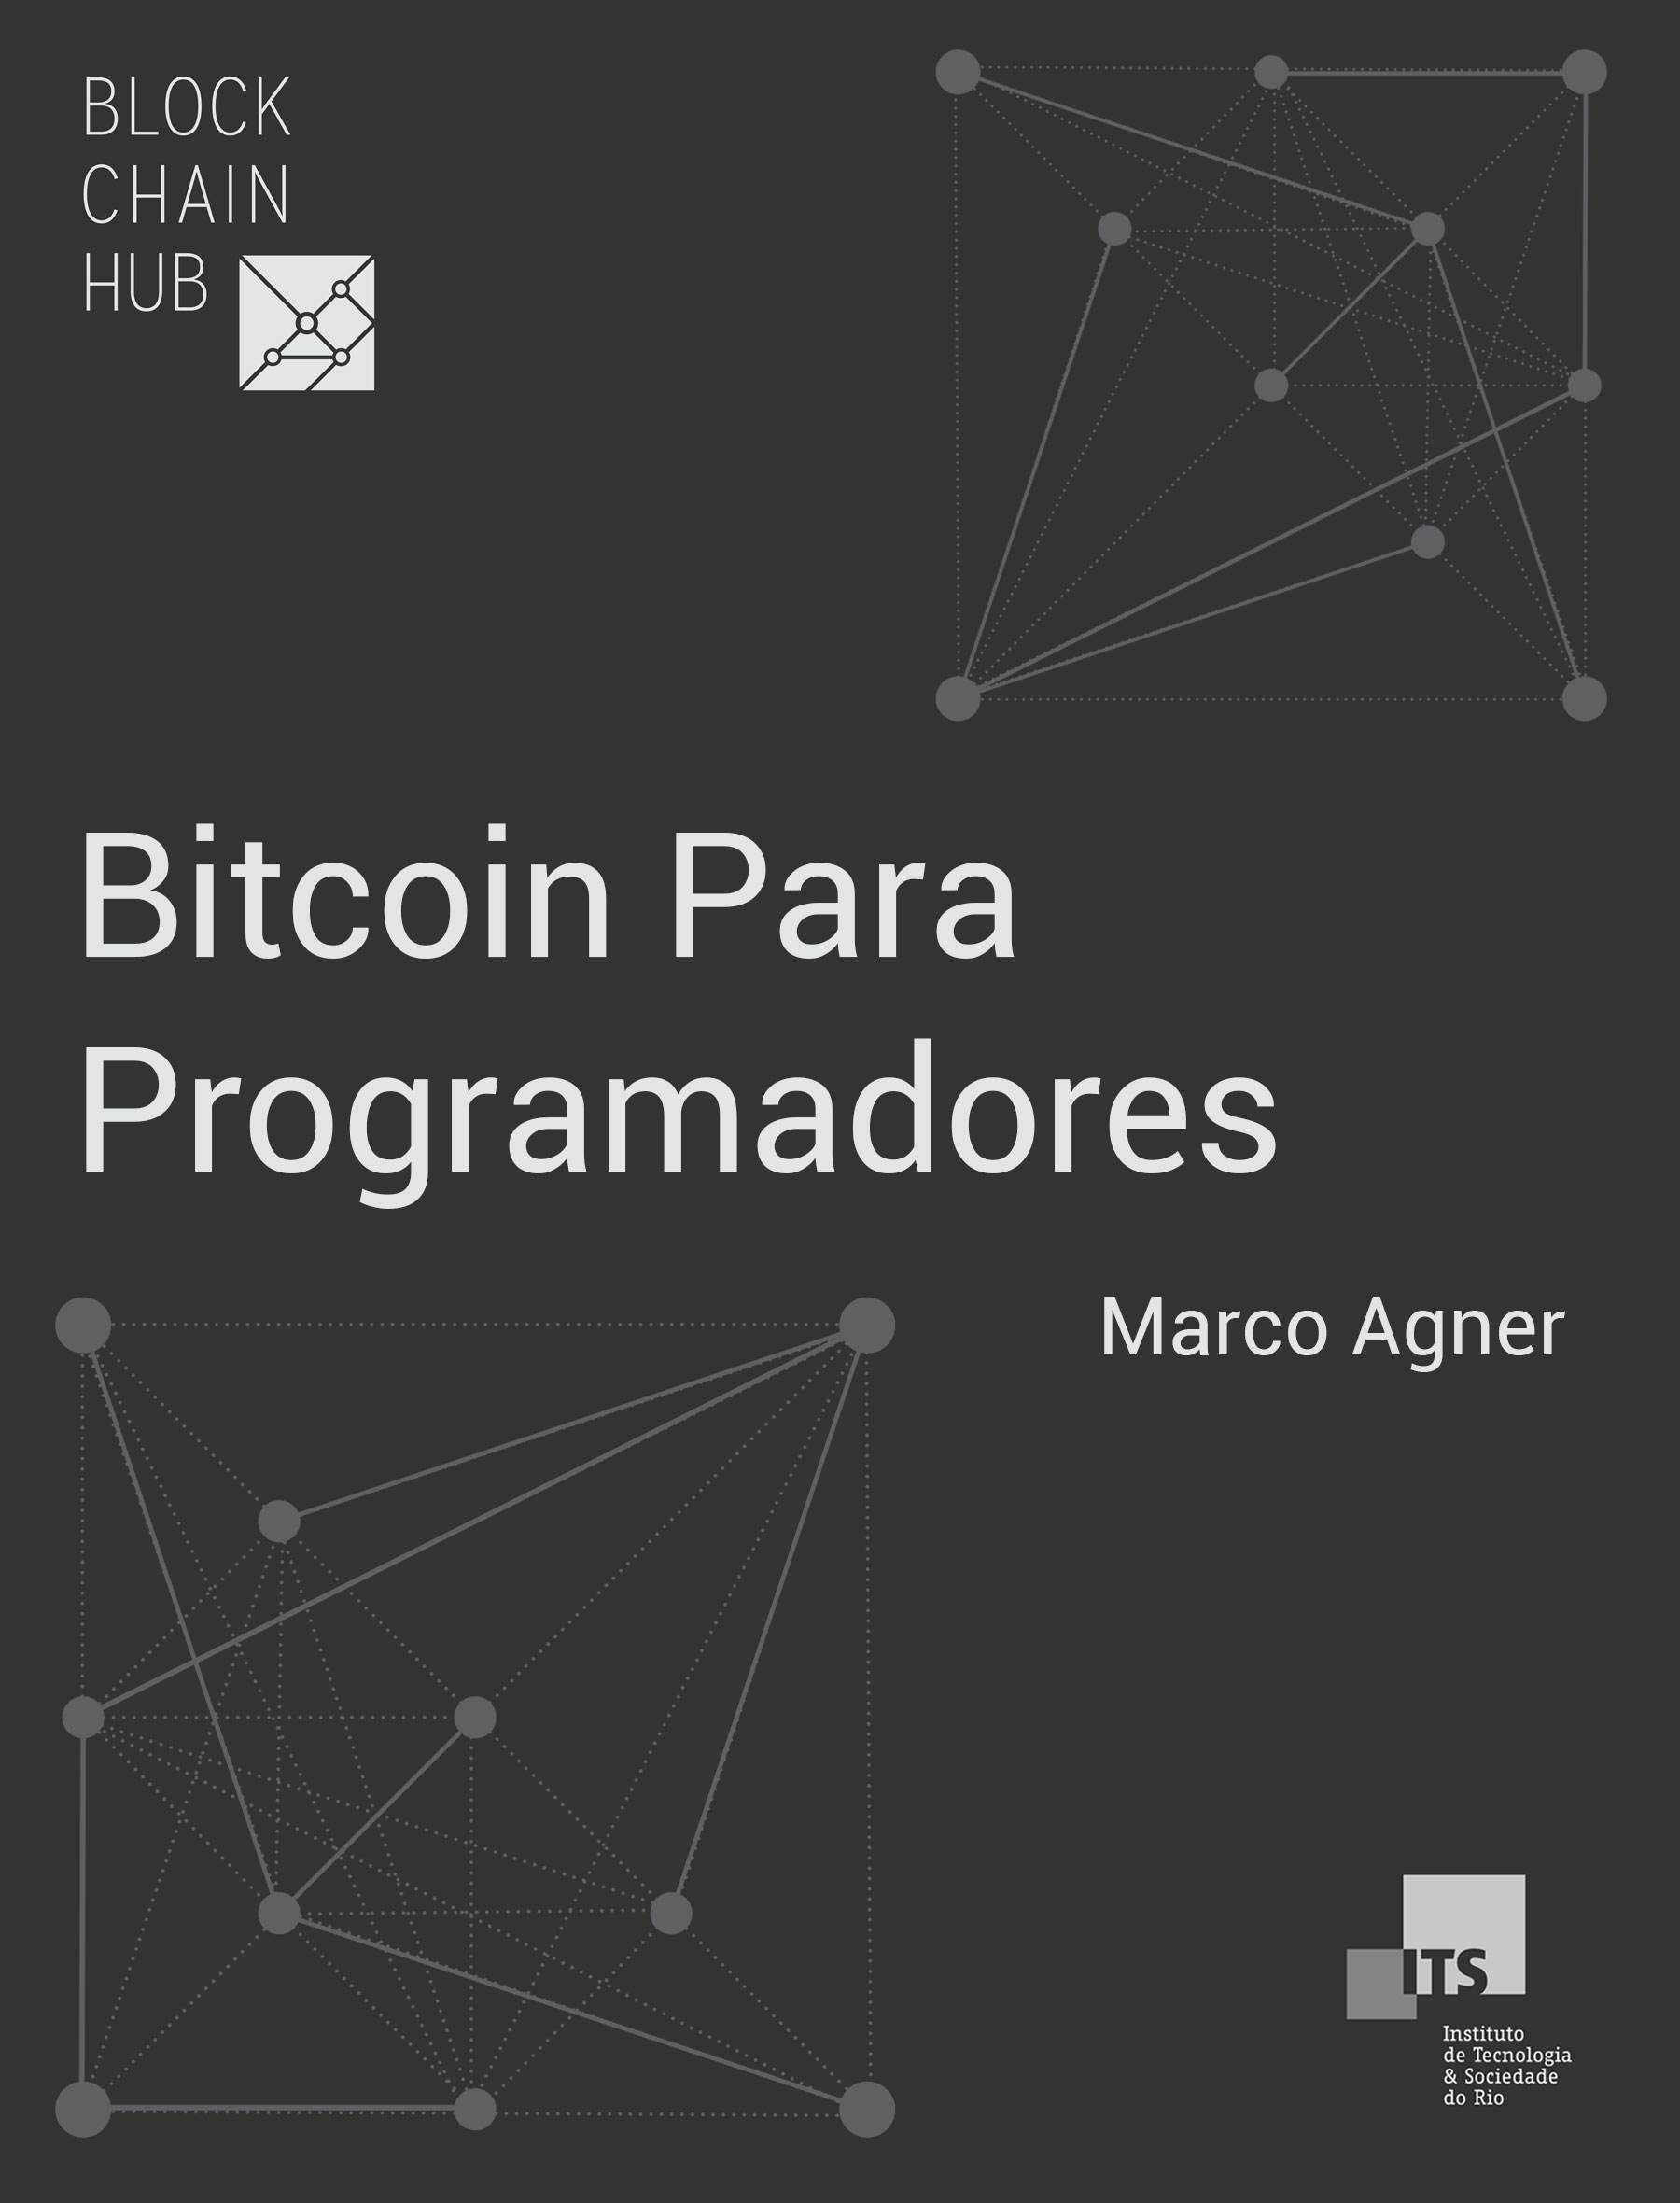 BLOCK
CHAIN
HUB
Bitcoin Para
Programadores
Marco Agner
ITS
Instituto
de Tecnologia
& Sociedade
do Rio